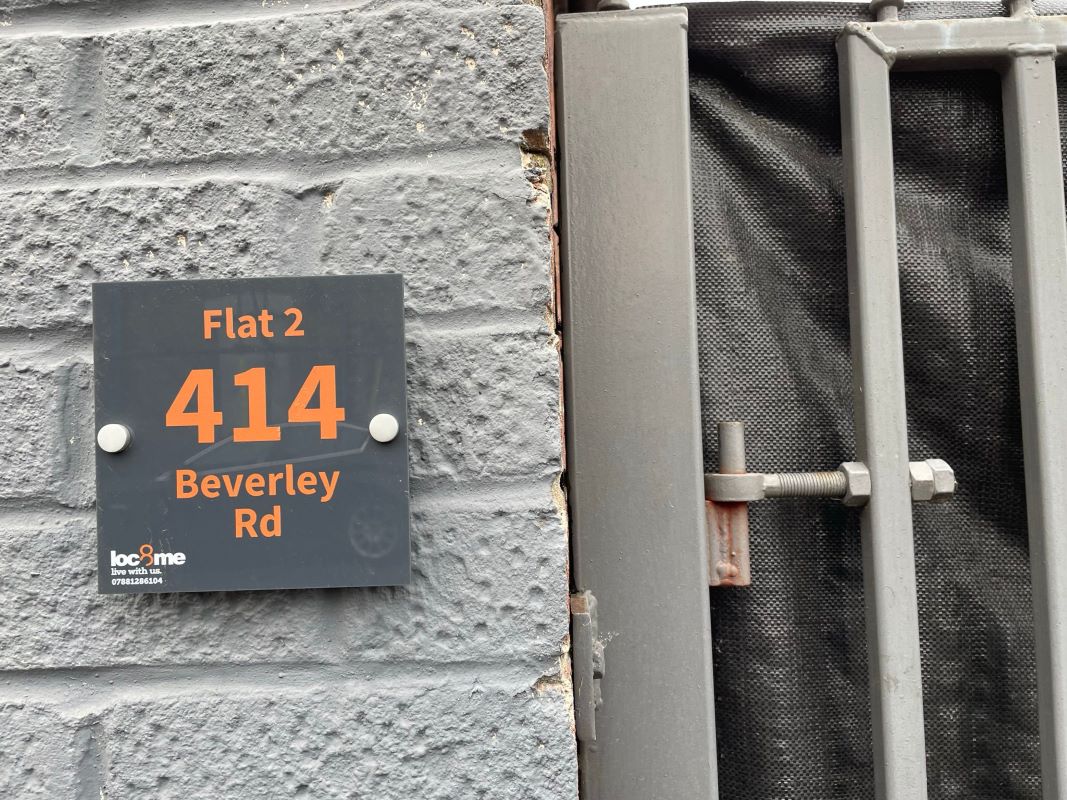 Flat 2
414
Beverley
Rd
loc8me
live with us.
07881286104